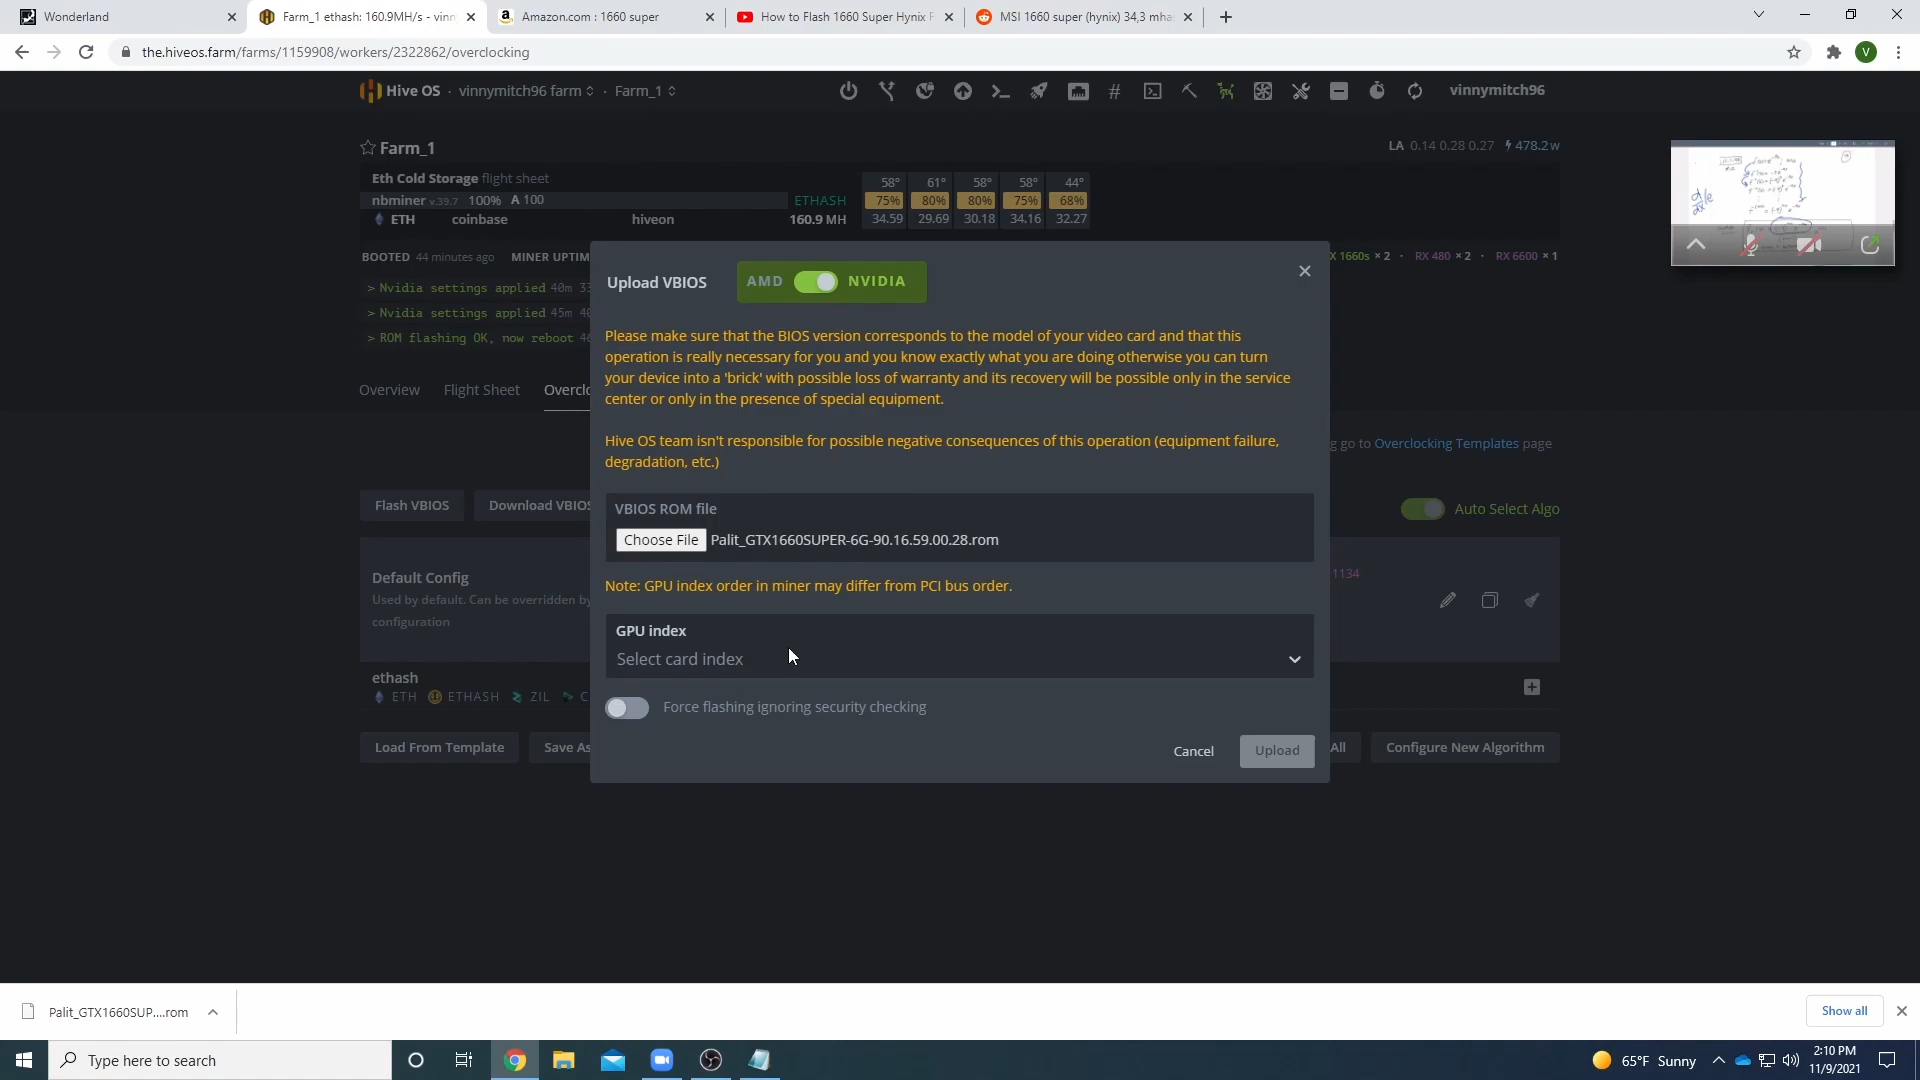 Wonderland
Farm_1 ethash: 160.9MH/s - vinn
Amazon.com : 1660 super
How to Flash 1660 Super Hynix F
MSI 1660 super (hynix) 34,3 mha
the.hiveos.farm/farms/1159908/workers/2322862/overclocking
V
Hive OS · vinnymitch96 farm · Farm_1
vinnymitch96
Farm_1
LA 0.14 0.28 0.27 478.2w
Eth Cold Storage flight sheet
58° 61° 58° 58° 44°
nbminer v.39.7 100% A 100 ETHASH
75% 80% 80% 75% 68%
ETH coinbase hiveon 160.9 MH
34.59 29.69 30.18 34.16 32.27
BOOTED 44 minutes ago MINER UPTIM
X 1660s ×2 · RX 480 ×2 · RX 6600 ×1
> Nvidia settings applied 40m 33
> Nvidia settings applied 45m
> ROM flashing OK, now reboot
Overview Flight Sheet Overclo
Upload VBIOS
AMD NVIDIA
Please make sure that the BIOS version corresponds to the model of your video card and that this
operation is really necessary for you and you know exactly what you are doing otherwise you can turn
your device into a 'brick' with possible loss of warranty and its recovery will be possible only in the service
center or only in the presence of special equipment.
Hive OS team isn't responsible for possible negative consequences of this operation (equipment failure,
degradation, etc.)
g go to Overclocking Templates page
VBIOS ROM file
Choose File Palit_GTX1660SUPER-6G-90.16.59.00.28.rom
Note: GPU index order in miner may differ from PCI bus order.
GPU index
Select card index
Force flashing ignoring security checking
Cancel Upload
Flash VBIOS Download VBIOS
Auto Select Algo
Default Config
Used by default. Can be overridden by
configuration
1134
ethash
ETH ETHASH ZIL C
Load From Template Save As
All Configure New Algorithm
Palit_GTX1660SUP....rom
Show all
Type here to search
65°F Sunny
2:10 PM
11/9/2021